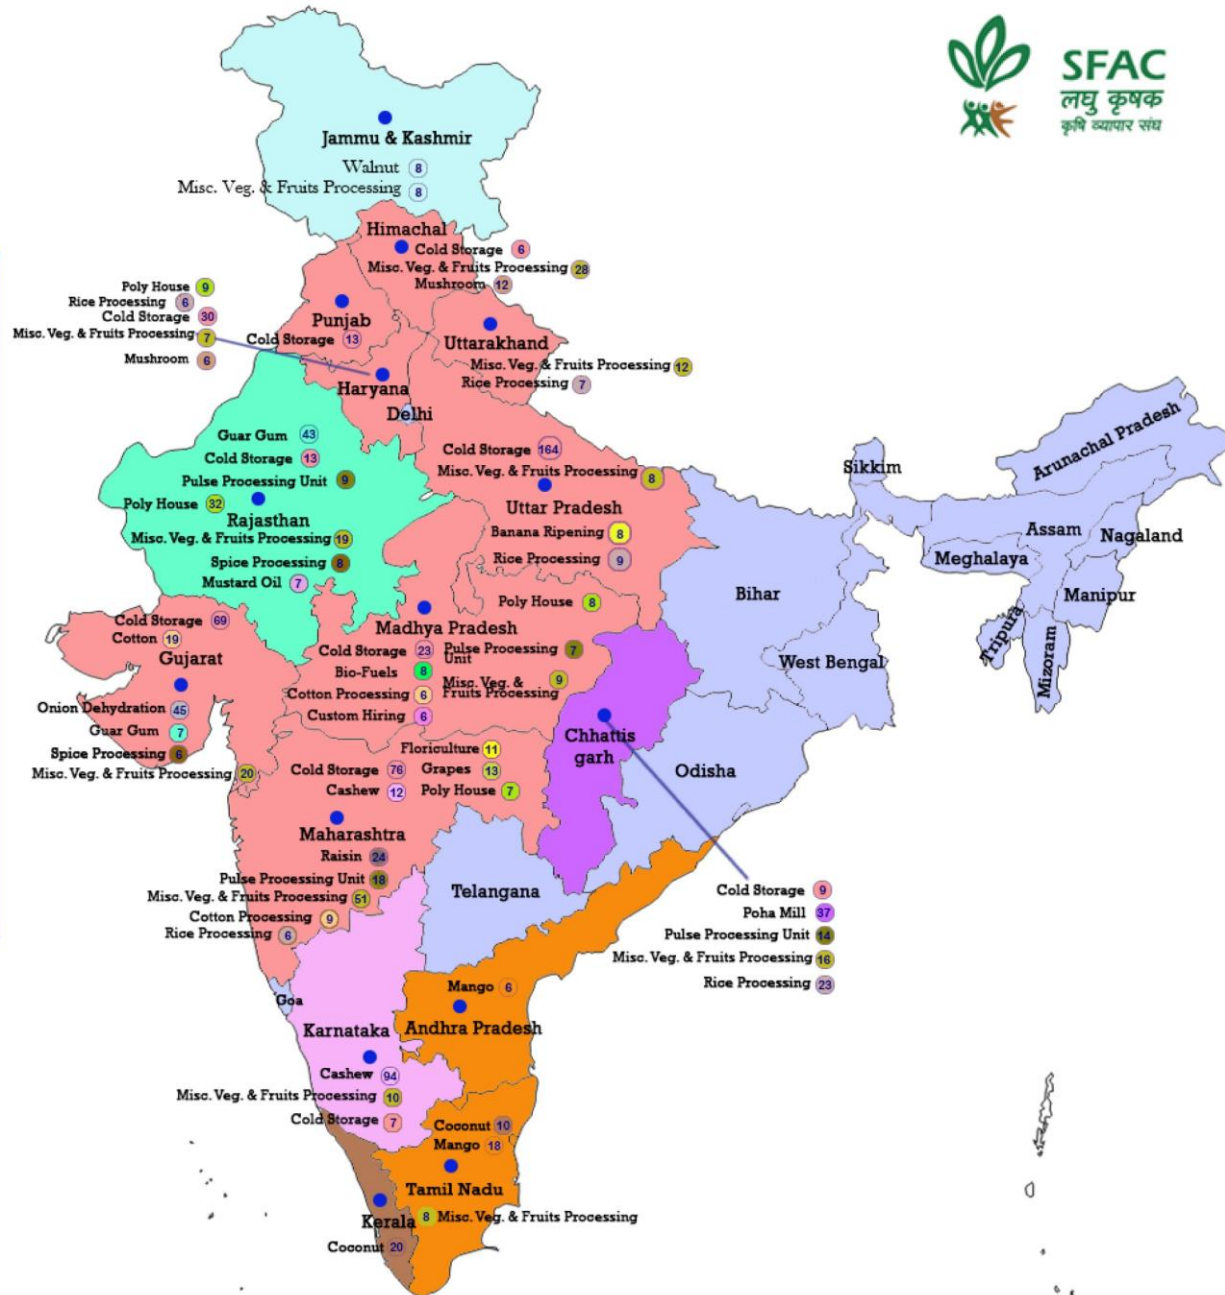 SFAC
लघु कृषक
कृषि व्यापार संघ
Jammu & Kashmir
Walnut 8
Misc. Veg. & Fruits Processing 8
Himachal
Cold Storage 6
Misc. Veg. & Fruits Processing 28
Mushroom 12
Poly House 9
Rice Processing 6
Cold Storage 30
Misc. Veg. & Fruits Processing 7
Mushroom 6
Punjab
Cold Storage 13
Uttarakhand
Misc. Veg. & Fruits Processing 12
Rice Processing 7
Haryana
Delhi
Guar Gum 43
Cold Storage 13
Pulse Processing Unit 9
Poly House 32
Rajasthan
Misc. Veg. & Fruits Processing 19
Spice Processing 8
Mustard Oil 7
Cold Storage 164
Misc. Veg. & Fruits Processing 8
Uttar Pradesh
Banana Ripening 8
Rice Processing 9
Poly House 8
Sikkim
Arunachal Pradesh
Assam
Nagaland
Meghalaya
Manipur
Tripura
Mizoram
Bihar
West Bengal
Cold Storage 69
Cotton 19
Gujarat
Onion Dehydration 45
Guar Gum 7
Spice Processing 6
Misc. Veg. & Fruits Processing 20
Madhya Pradesh
Cold Storage 23
Pulse Processing 7
Unit
Bio-Fuels 8
Misc. Veg. & 9
Fruits Processing
Cotton Processing 6
Custom Hiring 6
Chhattis
garh
Odisha
Floriculture 11
Cold Storage 76
Grapes 13
Cashew 12
Poly House 7
Maharashtra
Raisin 24
Pulse Processing Unit 18
Misc. Veg. & Fruits Processing 51
Cotton Processing 9
Rice Processing 6
Telangana
Cold Storage 9
Poha Mill 37
Pulse Processing Unit 14
Misc. Veg. & Fruits Processing 16
Rice Processing 23
Goa
Karnataka
Cashew 94
Misc. Veg. & Fruits Processing 10
Cold Storage 7
Mango 6
Andhra Pradesh
Coconut 10
Mango 18
Tamil Nadu
8 Misc. Veg. & Fruits Processing
Kerala
Coconut 20